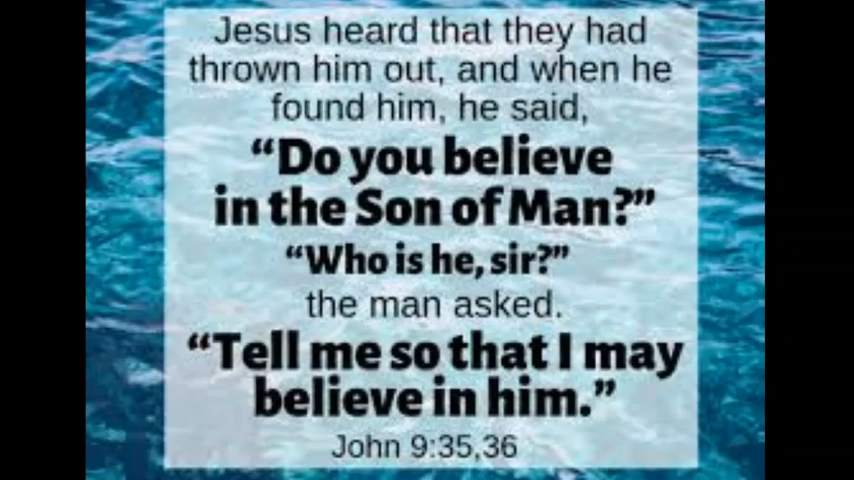 Jesus heard that they had
thrown him out, and when he
found him, he said,
“Do you believe
in the Son of Man?”
“Who is he, sir?”
the man asked.
“Tell me so that I may
believe in him.”
John 9:35,36